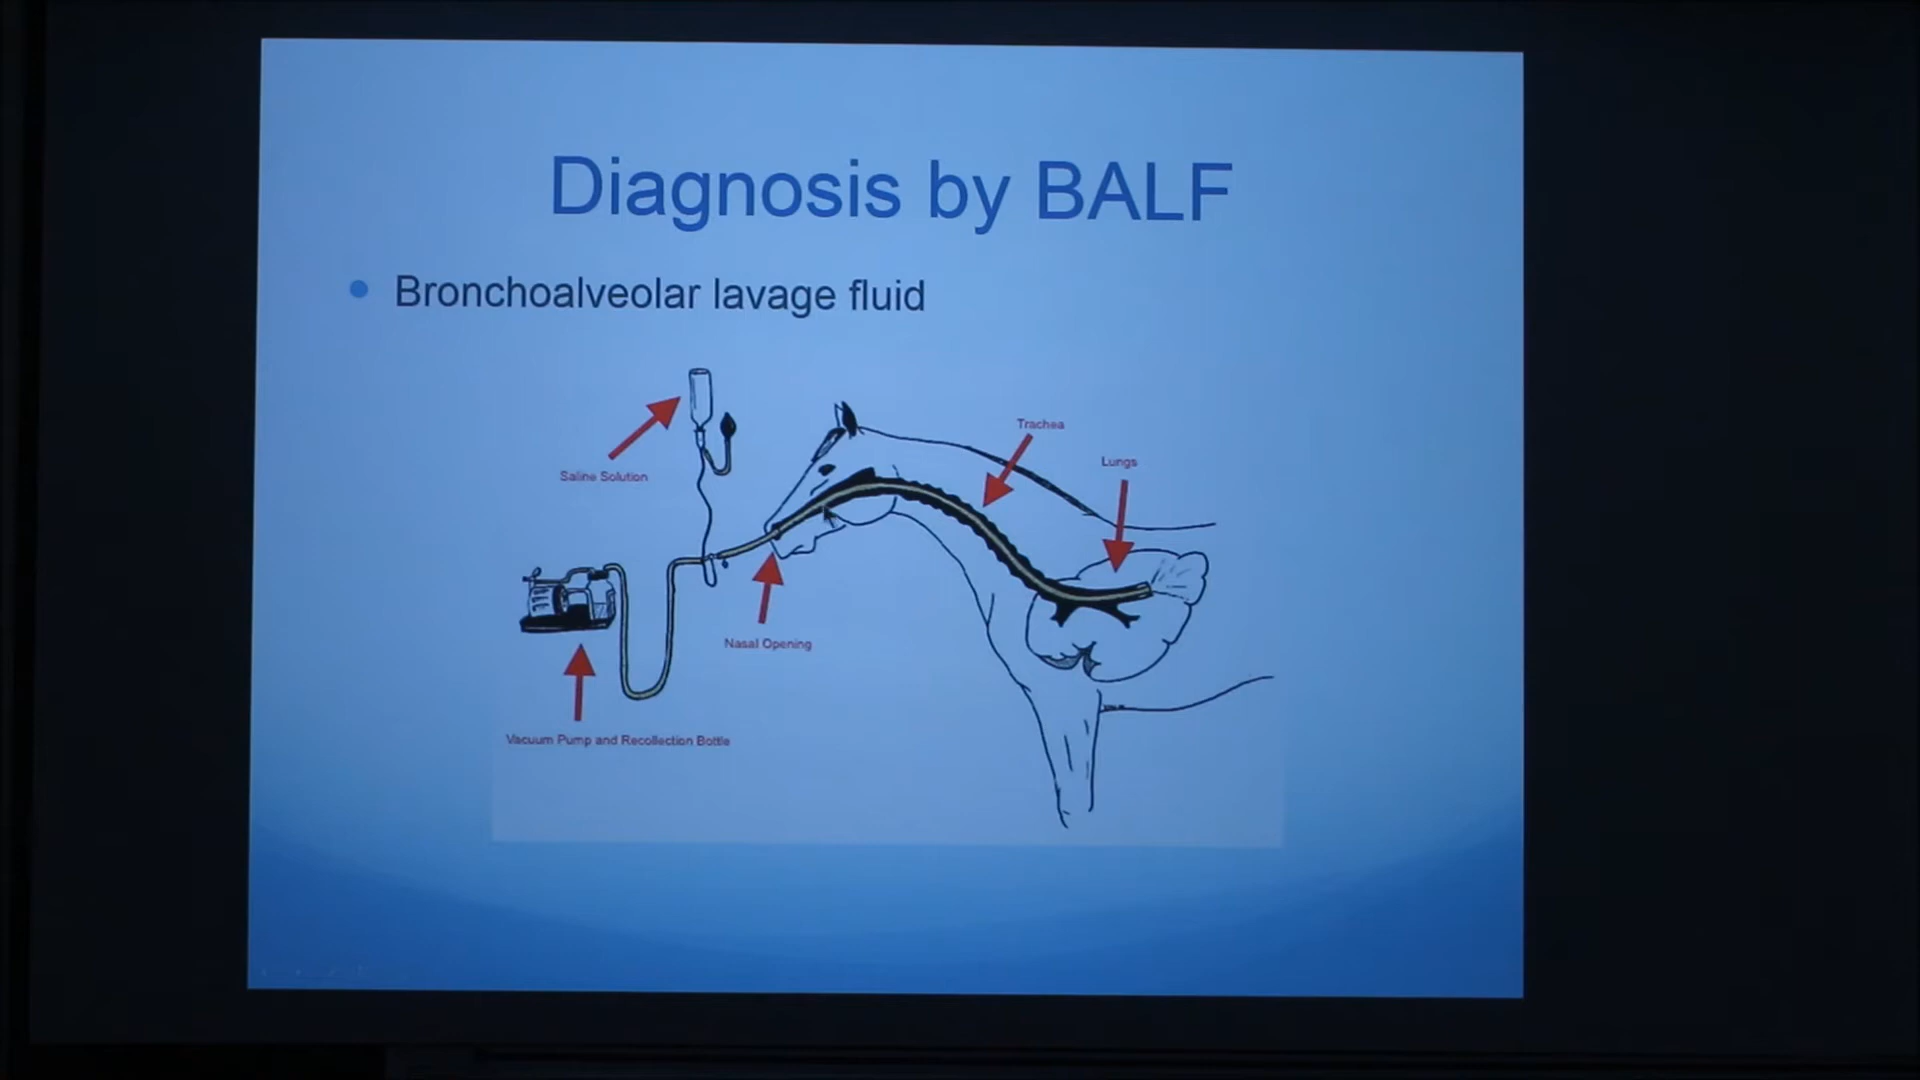 Diagnosis by BALF
Bronchoalveolar lavage fluid
Trachea
Lungs
Saline Solution
Nasal Opening
Vacuum Pump and Recollection Bottle